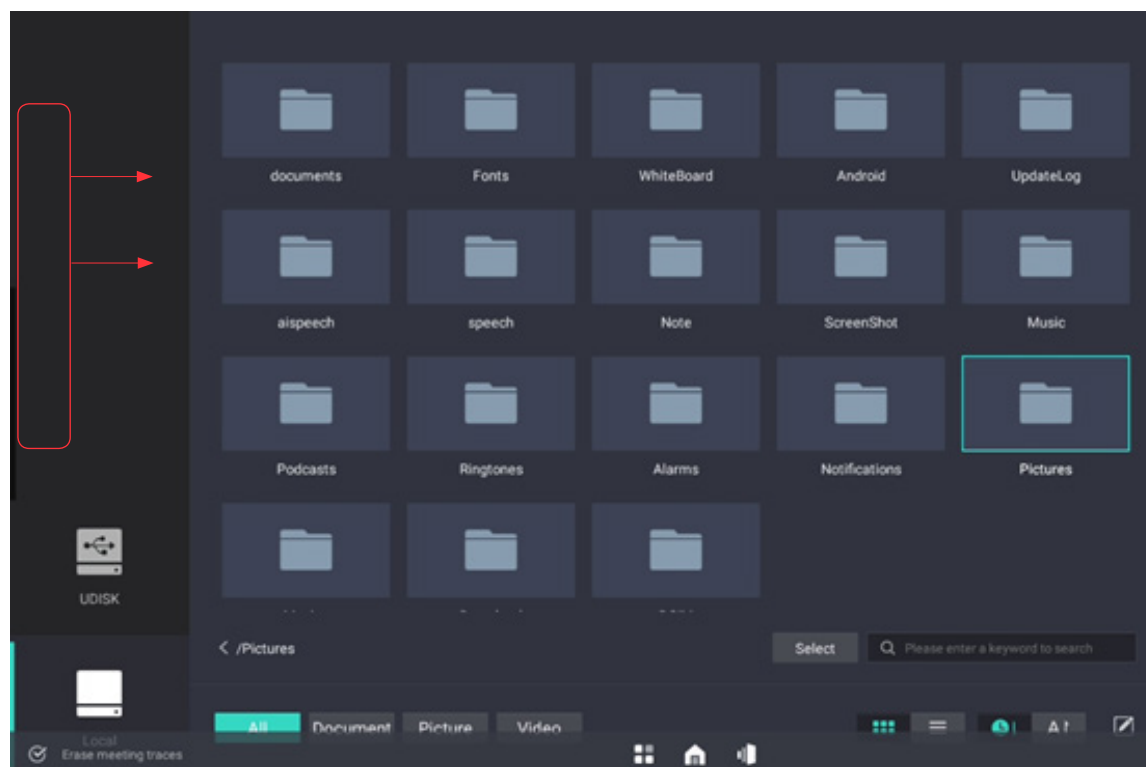 documents Fonts WhiteBoard Android UpdateLog
aispeech speech Note ScreenShot Music
Podcasts Ringtones Alarms Notifications Pictures
UDISK
< /Pictures Select Please enter a keyword to search
All Document Picture Video A
Local
Erase meeting traces